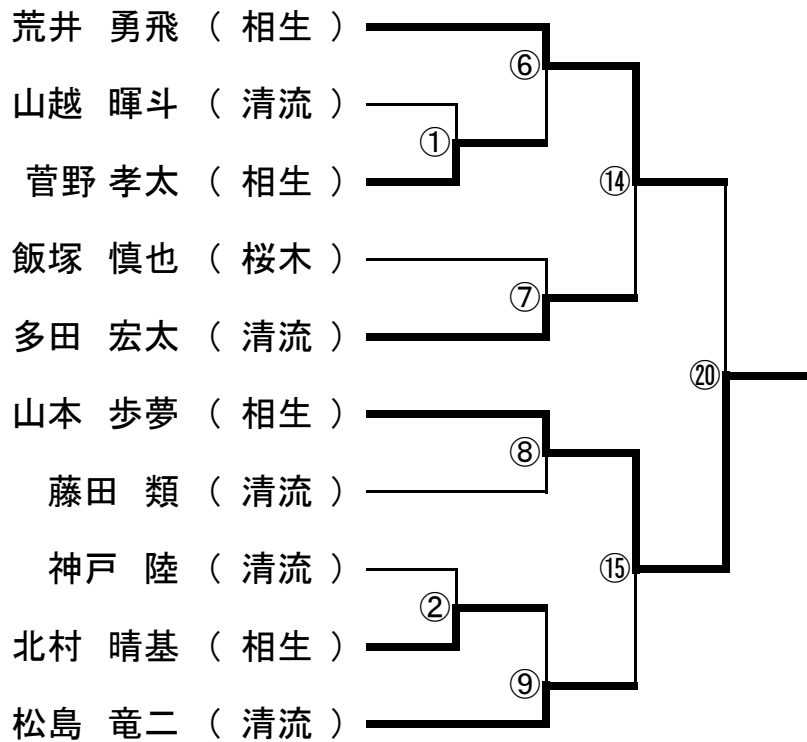 荒井 勇飛 ( 相生 )
⑥
山越 暉斗 ( 清流 )
①
菅野 孝太 ( 相生 )
⑭
飯塚 慎也 ( 桜木 )
⑦
多田 宏太 ( 清流 )
⑳
山本 歩夢 ( 相生 )
⑧
藤田 類 ( 清流 )
神戸 陸 ( 清流 )
⑮
②
北村 晴基 ( 相生 )
⑨
松島 竜二 ( 清流 )